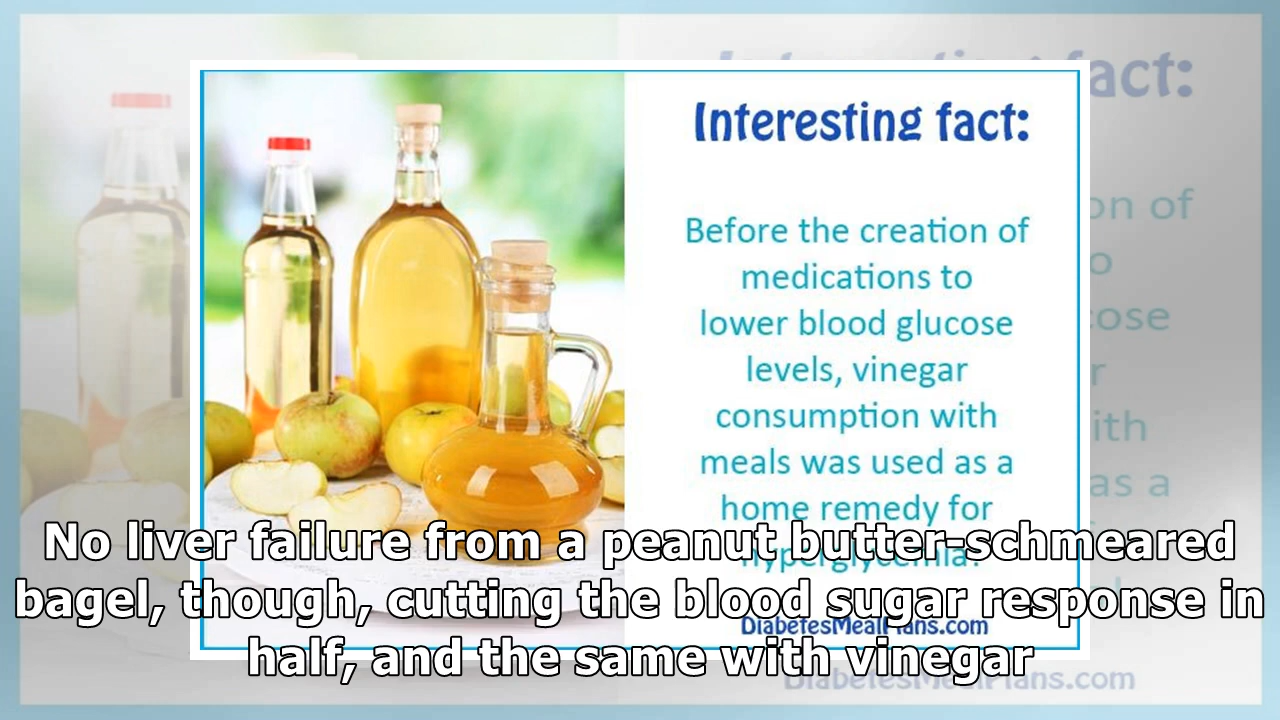 Interesting fact:
Before the creation of
medications to
lower blood glucose
levels, vinegar
consumption with
meals was used as a
home remedy for
hyperglycemia.
DiabetesMealPlans.com
No liver failure from a peanut butter-schmeared
bagel, though, cutting the blood sugar response in
half, and the same with vinegar